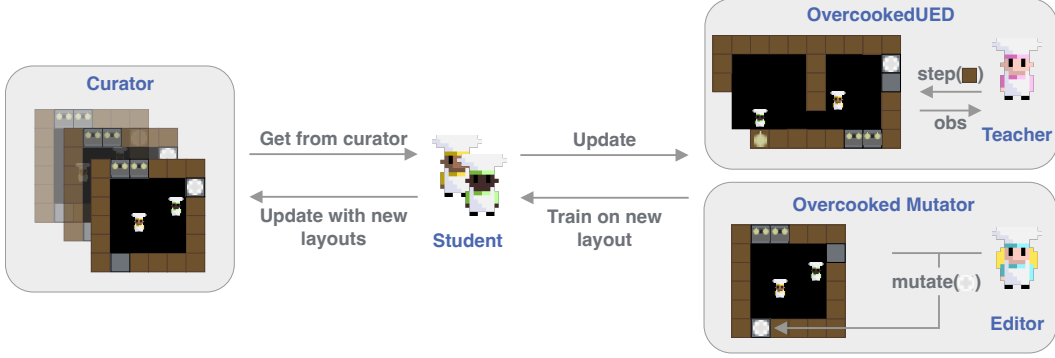 Curator
Get from curator
Update with new
layouts
Student
Update
Train on new
layout
OvercookedUED
step( )
obs
Teacher
Overcooked Mutator
mutate( )
Editor